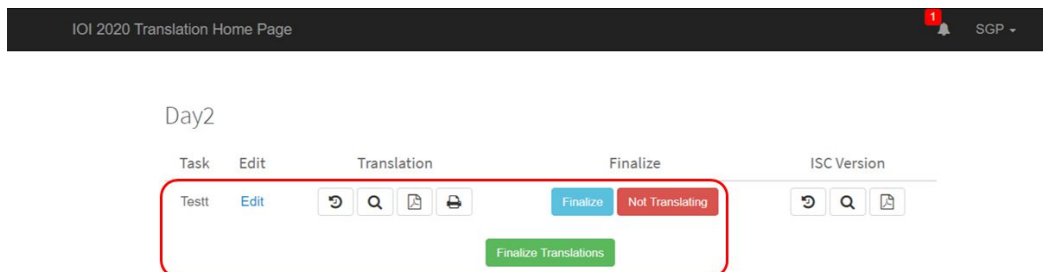 IOI 2020 Translation Home Page 1 SGP
Day2
Task Edit Translation Finalize ISC Version
Testt Edit Finalize Not Translating
Finalize Translations